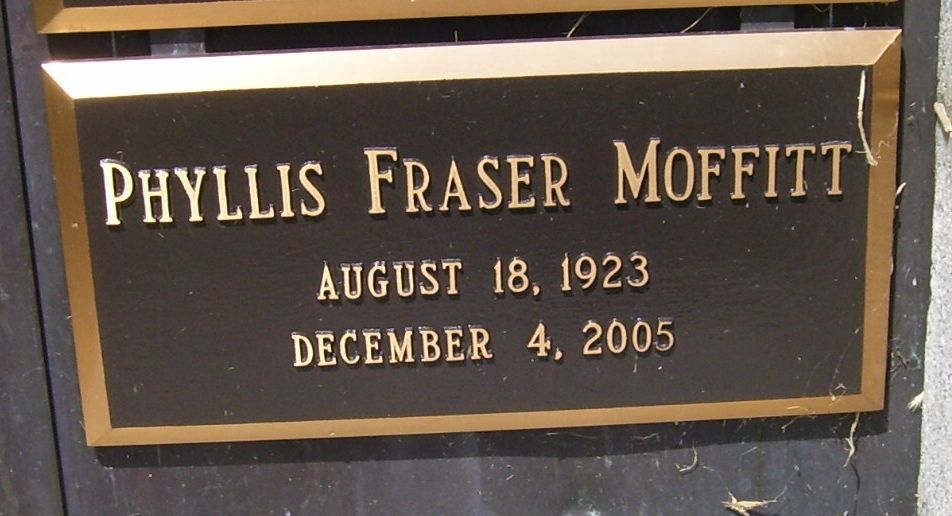 PHYLLIS FRASER MOFFITT
AUGUST 18, 1923
DECEMBER 4, 2005